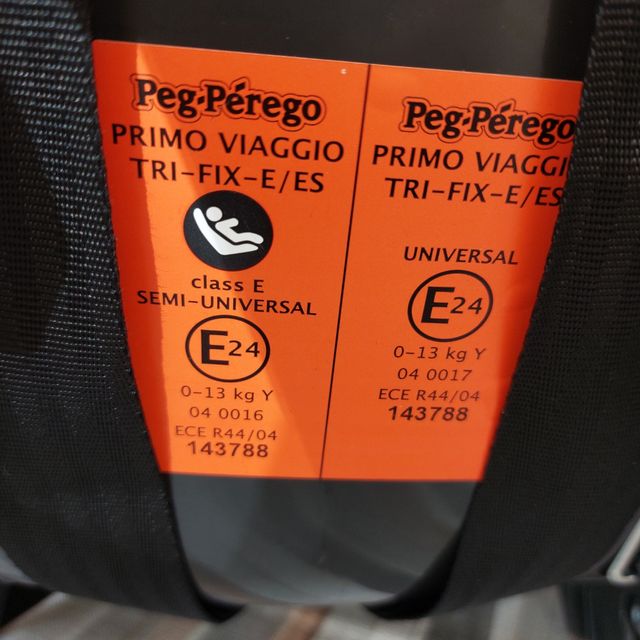 Peg-Pérego
PRIMO VIAGGIO
TRI-FIX-E/ES
class E
SEMI-UNIVERSAL
E24
0-13 kg Y
04 0016
ECE R44/04
143788
Peg-Pérego
PRIMO VIAGGI
TRI-FIX-E/ES
UNIVERSAL
E24
0-13 kg Y
04 0017
ECE R44/04
143788